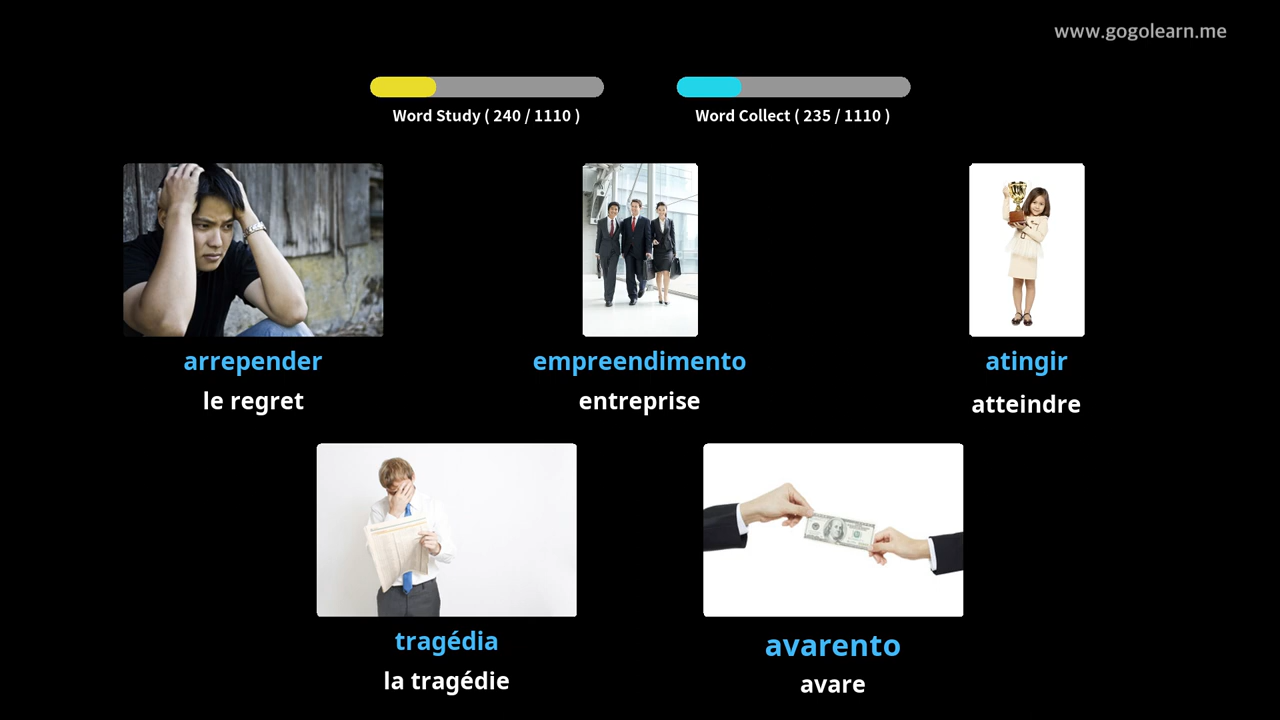 www.gogolearn.me
Word Study ( 240 / 1110 )
Word Collect ( 235 / 1110 )
arrepender
le regret
empreendimento
entreprise
atingir
atteindre
tragédia
la tragédie
avarento
avare